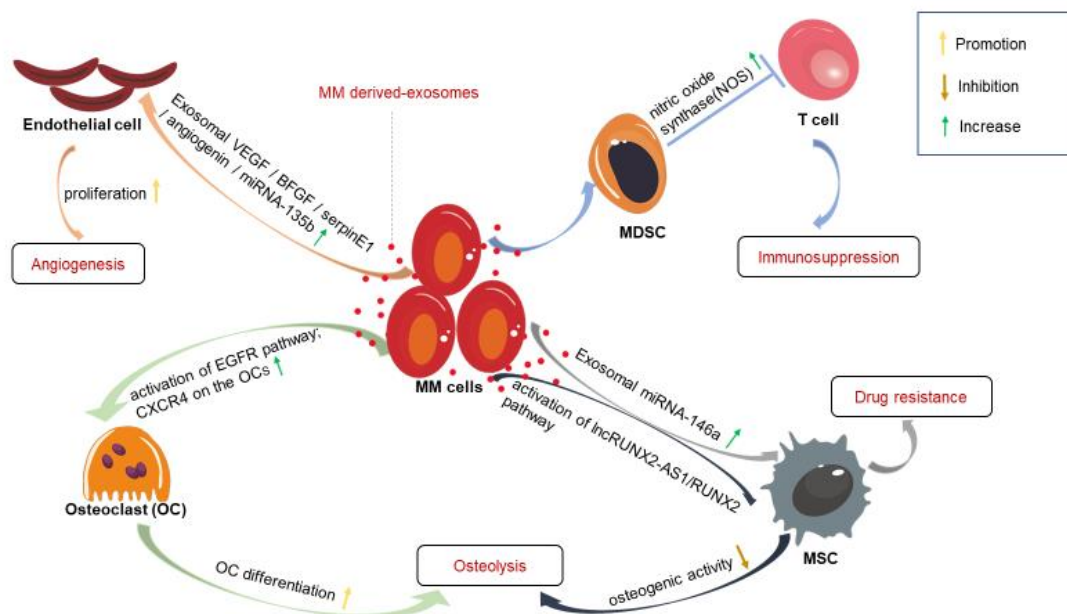 Endothelial cell
proliferation
Angiogenesis
Exosomal VEGF / BFGF / serpinE1
/ angiogenin / miRNA-135b
MM derived-exosomes
nitric oxide
synthase(NOS)
MDSC
T cell
Immunosuppression
Promotion
Inhibition
Increase
MM cells
activation of EGFR pathway;
CXCR4 on the OCs
Osteoclast (OC)
OC differentiation
Osteolysis
Exosomal miRNA-146a
activation of lncRUNX2-AS1/RUNX2
pathway
Drug resistance
MSC
osteogenic activity